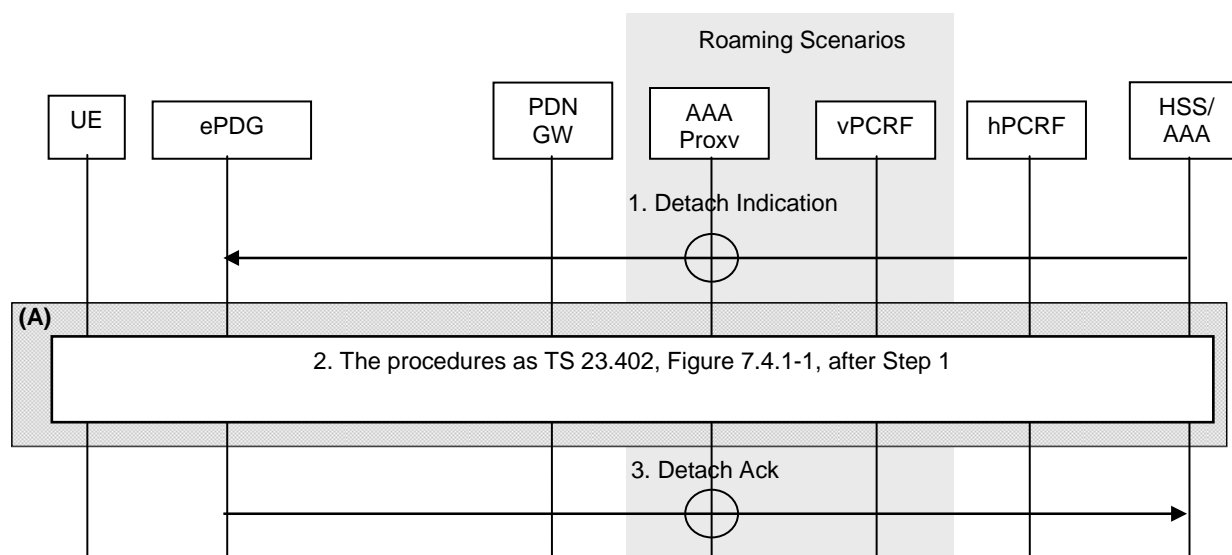 Roaming Scenarios
UE
ePDG
PDN
GW
AAA
Proxv
vPCRF
hPCRF
HSS/
AAA
1. Detach Indication
(A)
2. The procedures as TS 23.402, Figure 7.4.1-1, after Step 1
3. Detach Ack